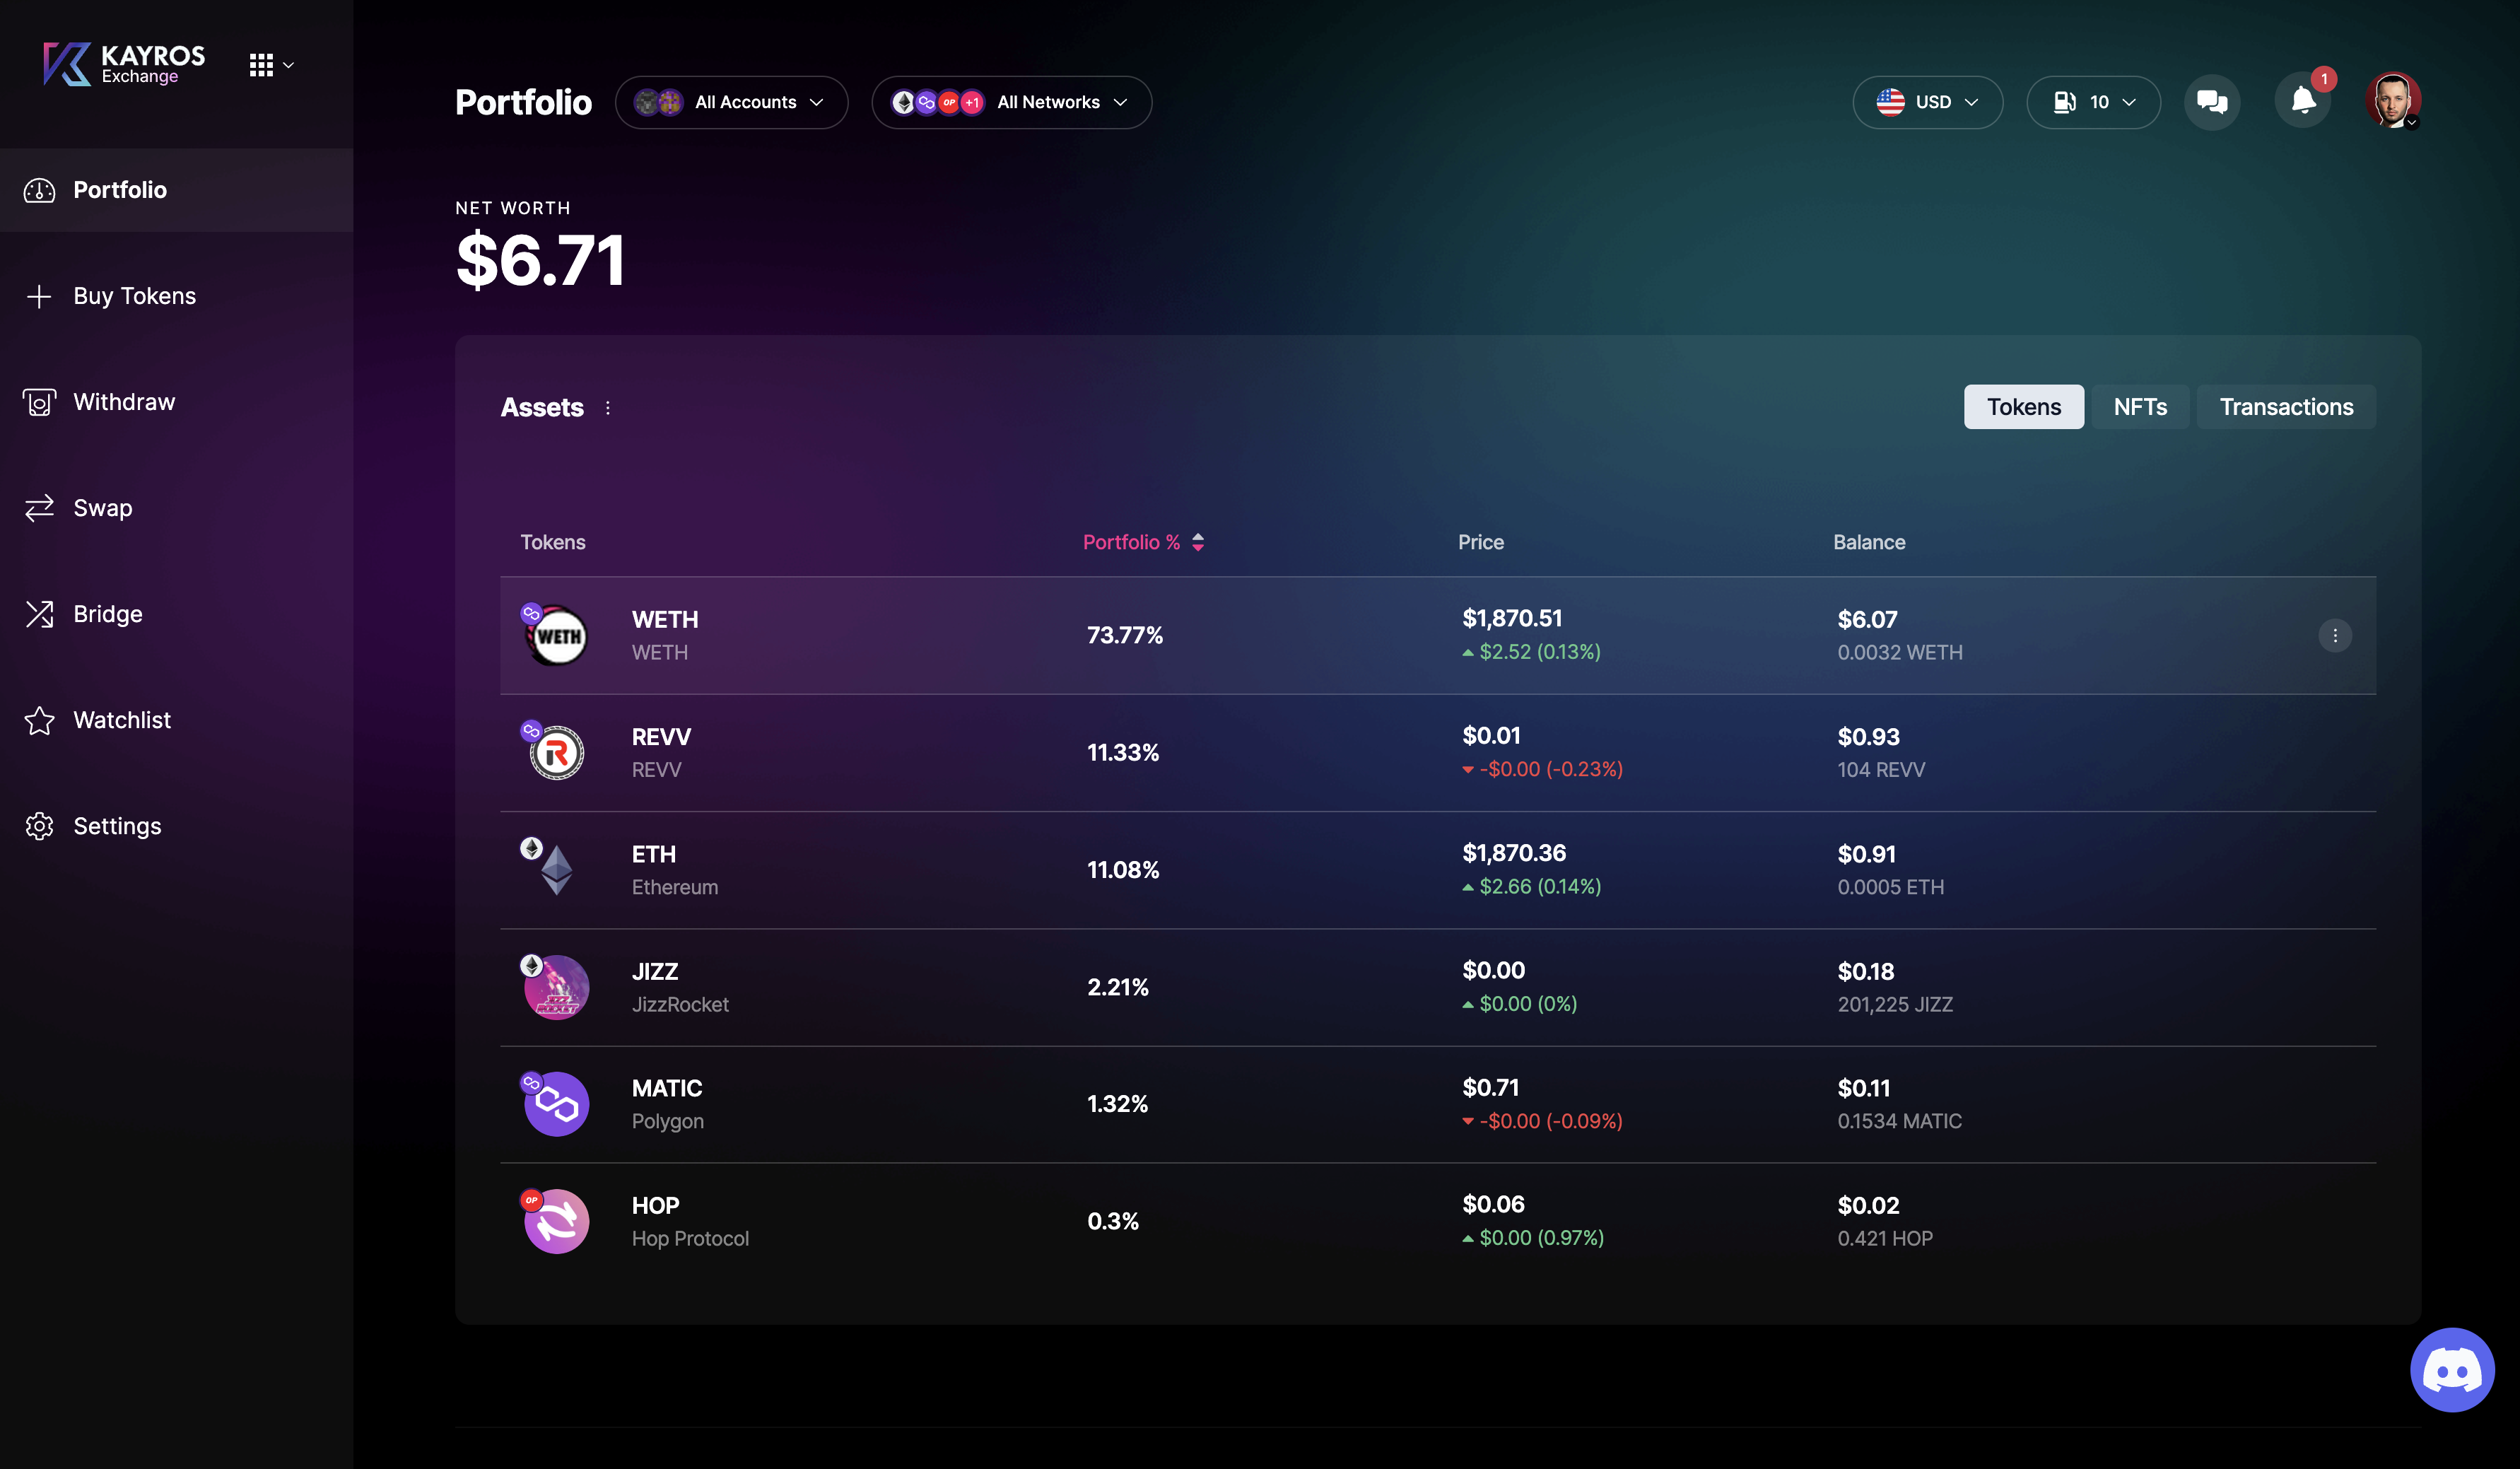 KAYROS
Exchange
Portfolio
Buy Tokens
Withdraw
Swap
Bridge
Watchlist
Settings
Portfolio
All Accounts
OP +1 All Networks
USD
10
1
NET WORTH
$6.71
Assets
Tokens NFTs Transactions
Tokens Portfolio % Price Balance
WETH
WETH
WETH
73.77%
$1,870.51
$2.52 (0.13%)
$6.07
0.0032 WETH
R
REVV
REVV
11.33%
$0.01
-$0.00 (-0.23%)
$0.93
104 REVV
ETH
Ethereum
11.08%
$1,870.36
$2.66 (0.14%)
$0.91
0.0005 ETH
JIZZ
ROCKET
JIZZ
JizzRocket
2.21%
$0.00
$0.00 (0%)
$0.18
201,225 JIZZ
MATIC
Polygon
1.32%
$0.71
-$0.00 (-0.09%)
$0.11
0.1534 MATIC
OP
HOP
Hop Protocol
0.3%
$0.06
$0.00 (0.97%)
$0.02
0.421 HOP